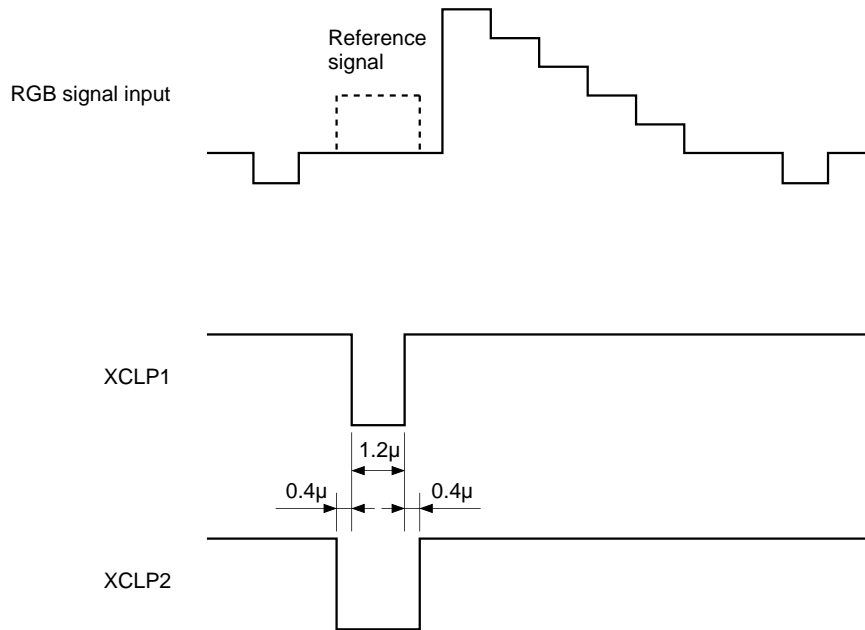 Reference
signal
RGB signal input
XCLP1
1.2µ
0.4µ
0.4µ
XCLP2